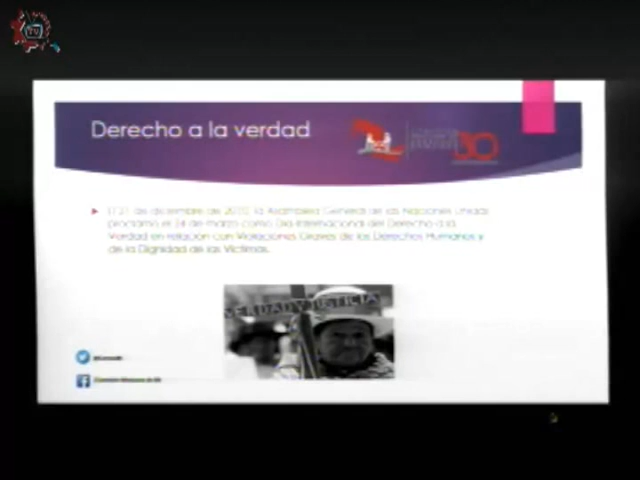 TV
Derecho a la verdad
30
El 21 de diciembre de 2010, la Asamblea General de las Naciones Unidas
proclamó el 24 de marzo como Día Internacional del Derecho a la
Verdad en relación con Violaciones Graves de los Derechos Humanos y
de la Dignidad de las Víctimas.
VERDAD Y JUSTICIA